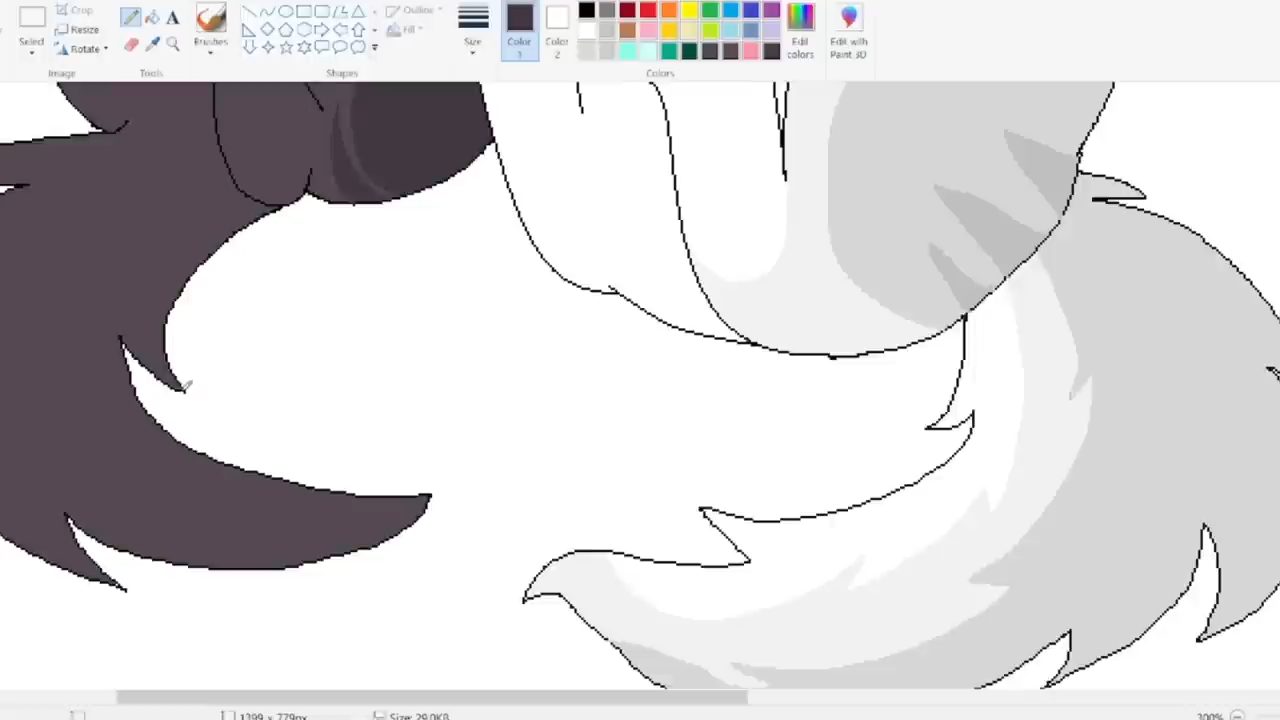 Crop
Outline
Resize
Fill
Select
Rotate
Brushes
Size
Color
1
Color
2
Edit
colors
Edit with
Paint 3D
Image
Tools
Shapes
Colors
1399 × 779px
Size: 29.0KB
300%